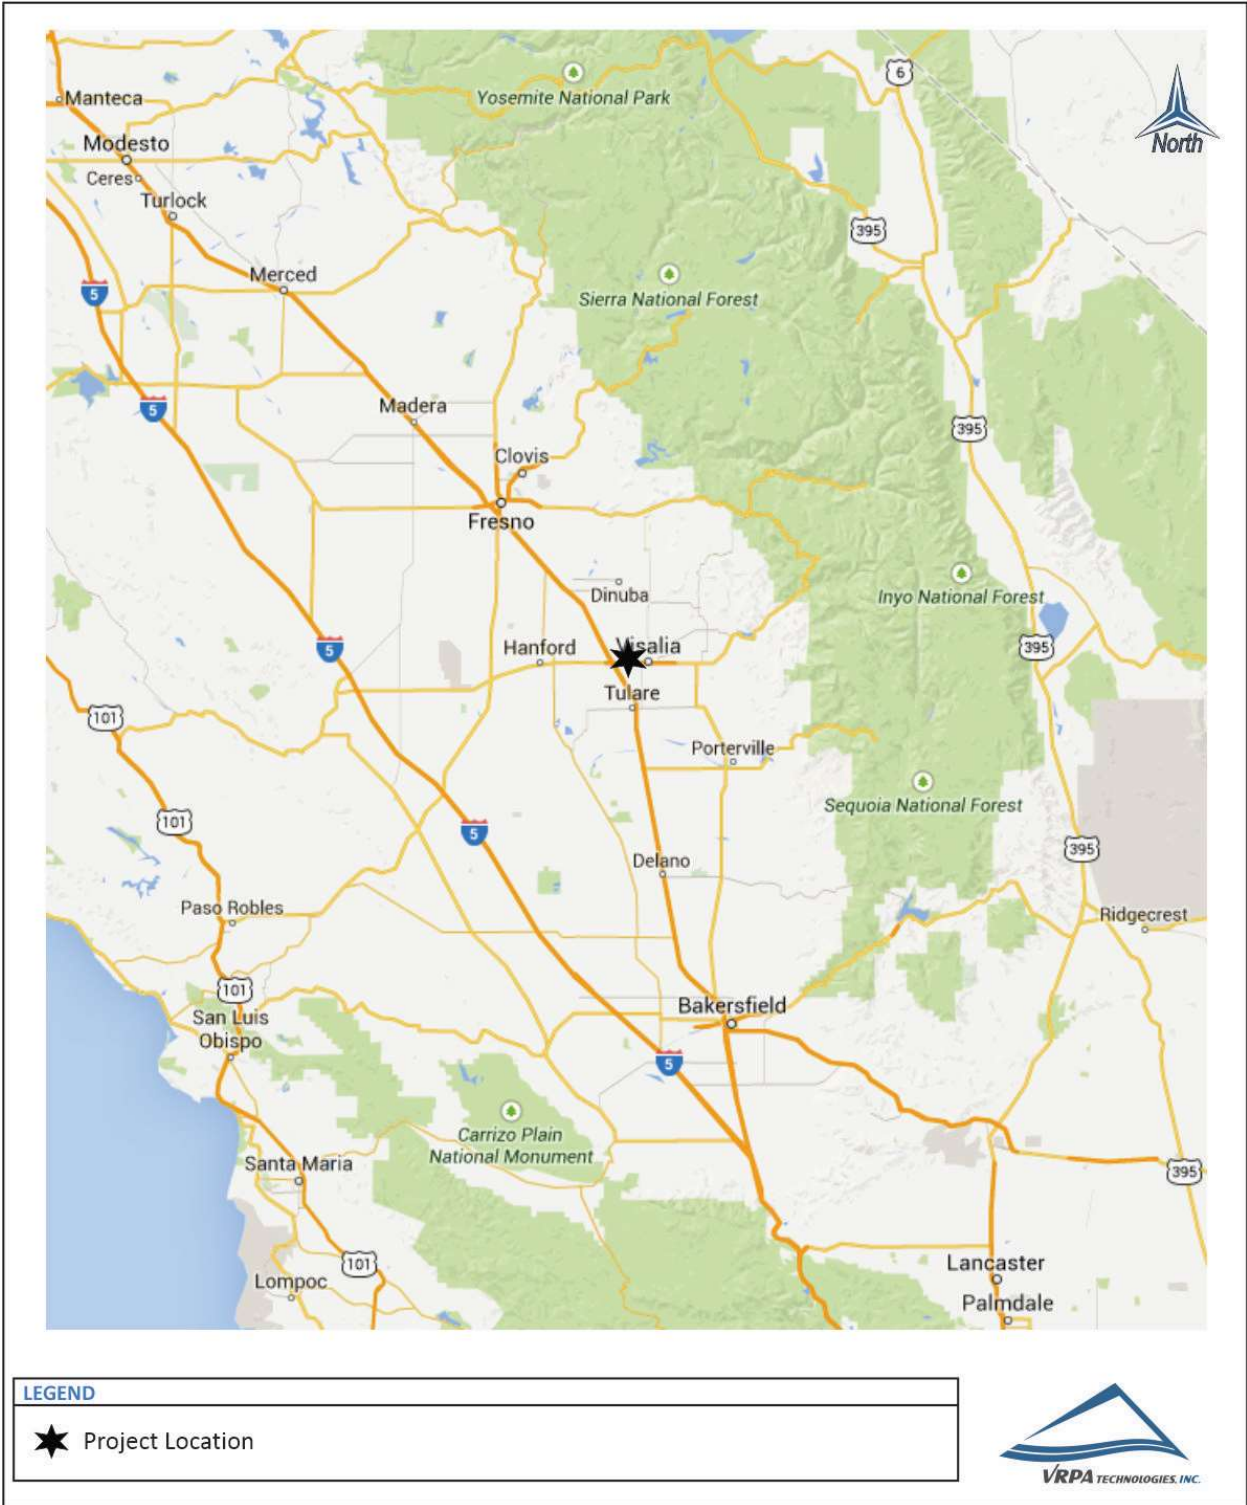 6
Yosemite National Park
Manteca
North
Modesto
Ceres
Turlock
395
Merced
Sierra National Forest
5
5
Madera
395
Clovis
Fresno
Dinuba
Inyo National Forest
Hanford
Visalia
5
395
Tulare
101
Porterville
Sequoia National Forest
101
5
395
Delano
Paso Robles
Ridgecrest
101
Bakersfield
San Luis
Obispo
5
Carrizo Plain
National Monument
Santa Maria
395
101
Lancaster
Lompoc
Palmdale
LEGEND
Project Location
VRPA TECHNOLOGIES, INC.